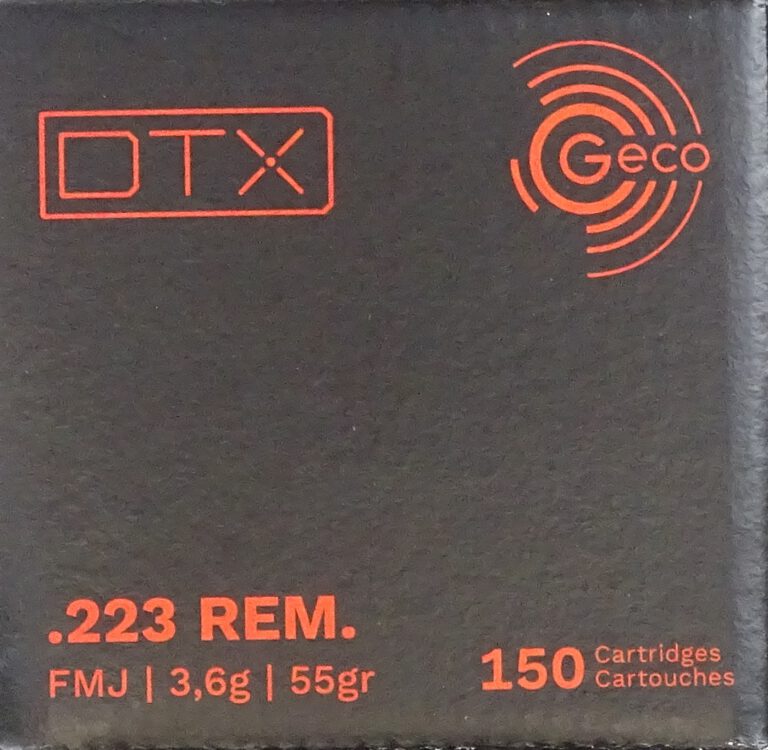 DTX
Geco
.223 REM.
FMJ | 3,6g | 55gr
150 Cartridges
Cartouches